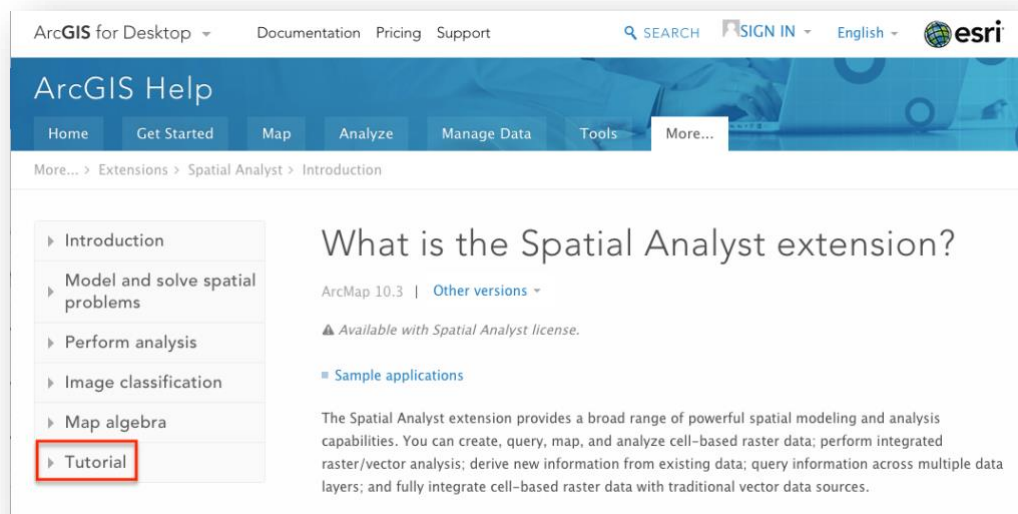 ArcGIS for Desktop Documentation Pricing Support SEARCH SIGN IN English esri
ArcGIS Help
Home Get Started Map Analyze Manage Data Tools More...
More... > Extensions > Spatial Analyst > Introduction
Introduction
Model and solve spatial
problems
Perform analysis
Image classification
Map algebra
Tutorial
What is the Spatial Analyst extension?
ArcMap 10.3 | Other versions
Available with Spatial Analyst license.
Sample applications
The Spatial Analyst extension provides a broad range of powerful spatial modeling and analysis
capabilities. You can create, query, map, and analyze cell-based raster data; perform integrated
raster/vector analysis; derive new information from existing data; query information across multiple data
layers; and fully integrate cell-based raster data with traditional vector data sources.